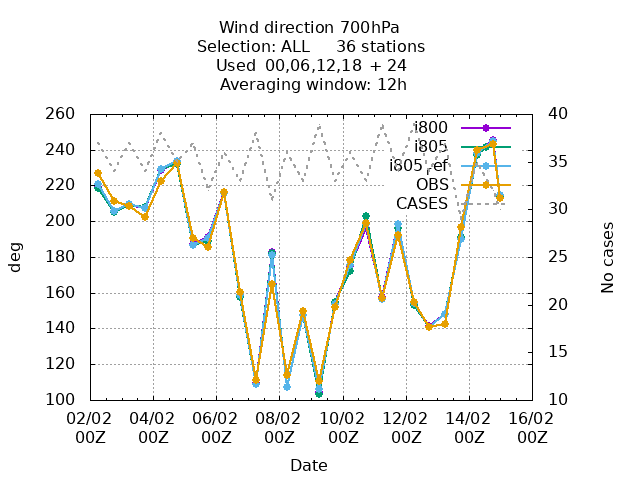 Wind direction 700hPa
Selection: ALL 36 stations
Used 00,06,12,18 + 24
Averaging window: 12h
260
240
220
200
180
160
140
120
100
deg
40
35
30
25
20
15
10
No cases
i800
i805
i805_ref
OBS
CASES
02/02 04/02 06/02 08/02 10/02 12/02 14/02 16/02
00Z 00Z 00Z 00Z 00Z 00Z 00Z 00Z
Date